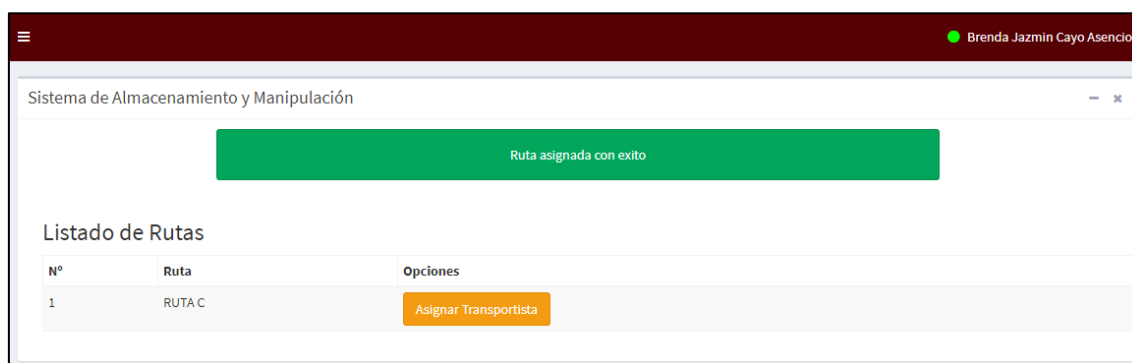 Brenda Jazmin Cayo Asencio
Sistema de Almacenamiento y Manipulación
Ruta asignada con exito
Listado de Rutas
Nº Ruta Opciones
1 RUTA C Asignar Transportista